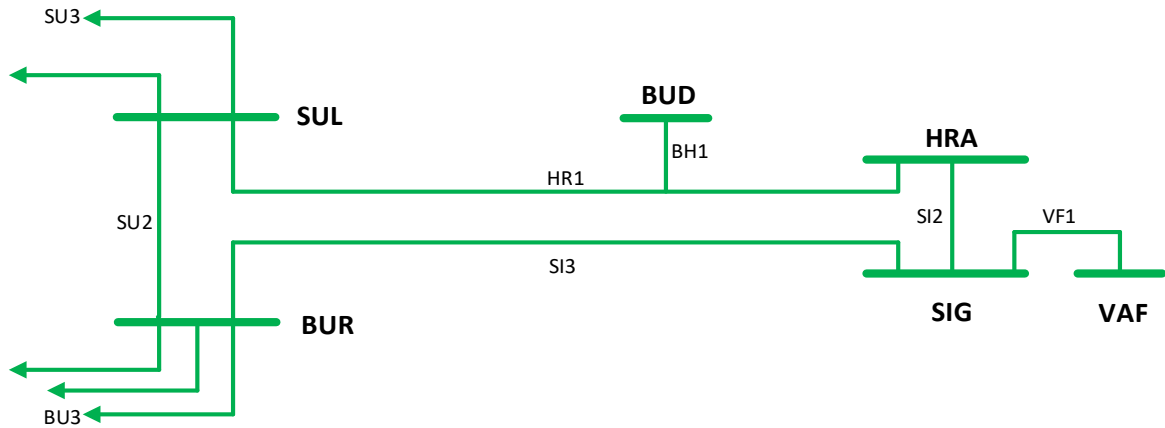 SU3
SUL
BUD
BH1
HRA
HR1
SI2
VF1
SU2
SI3
SIG
VAF
BUR
BU3